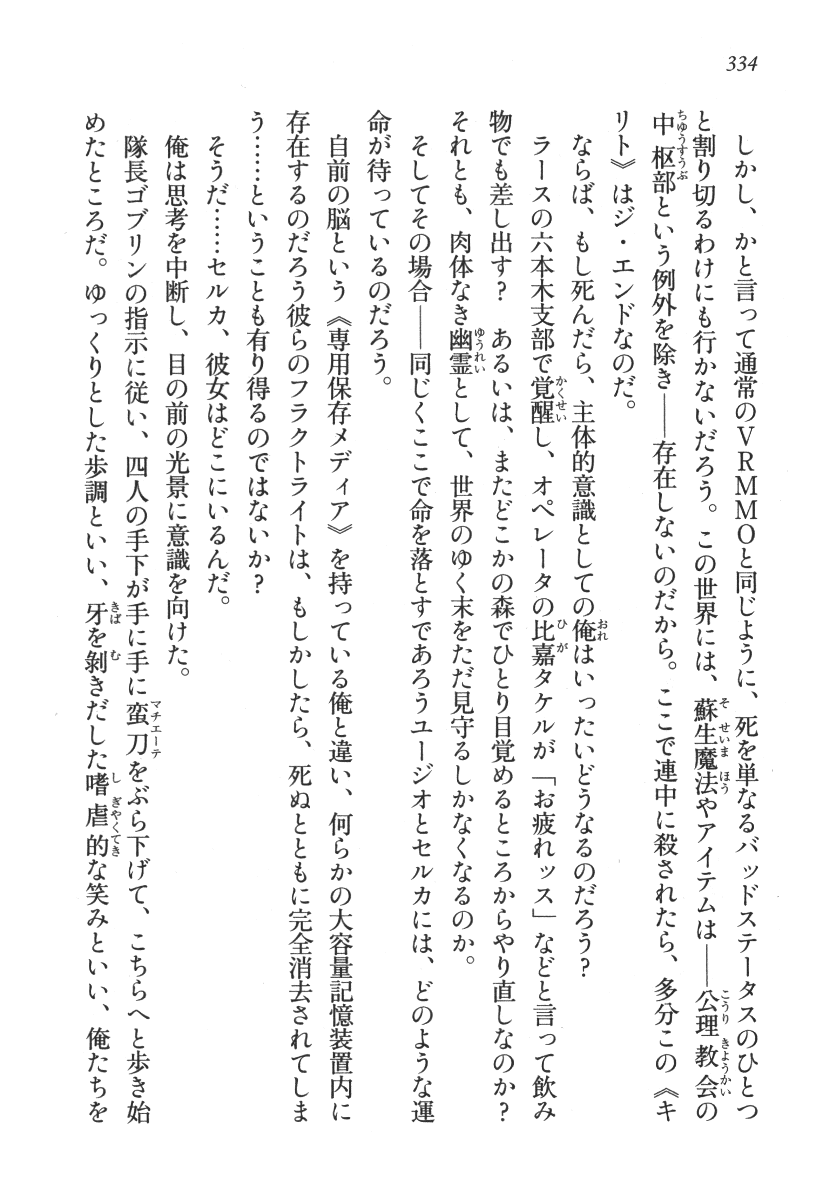 334
しかし、かと言って通常のVRMMOと同じように、死を単なるバッドステータスのひとつ
と割り切るわけにも行かないだろう。この世界には、蘇生魔法やアイテムは――公理教会の
中枢部という例外を除き――存在しないのだから。ここで連中に殺されたら、多分この《キ
リト》はジ・エンドなのだ。
ならば、もし死んだら、主体的意識としての俺はいったいどうなるのだろう？
ラースの六本木支部で覚醒し、オペレータの比嘉タケルが「お疲れッス」などと言って飲み
物でも差し出す？　あるいは、またどこかの森でひとり目覚めるところからやり直しなのか？
それとも、肉体なき幽霊として、世界のゆく末をただ見守るしかなくなるのか。
そしてその場合――同じくここで命を落とすであろうユージオとセルカには、どのような運
命が待っているのだろう。
自前の脳という《専用保存メディア》を持っている俺と違い、何らかの大容量記憶装置内に
存在するのだろう彼らのフラクトライトは、もしかしたら、死ぬとともに完全消去されてしま
う……ということも有り得るのではないか？
そうだ……セルカ、彼女はどこにいるんだ。
俺は思考を中断し、目の前の光景に意識を向けた。
隊長ゴブリンの指示に従い、四人の手下が手に手に蛮刀をぶら下げて、こちらへと歩き始
めたところだ。ゆっくりとした歩調といい、牙を剝きだした嗜虐的な笑みといい、俺たちを